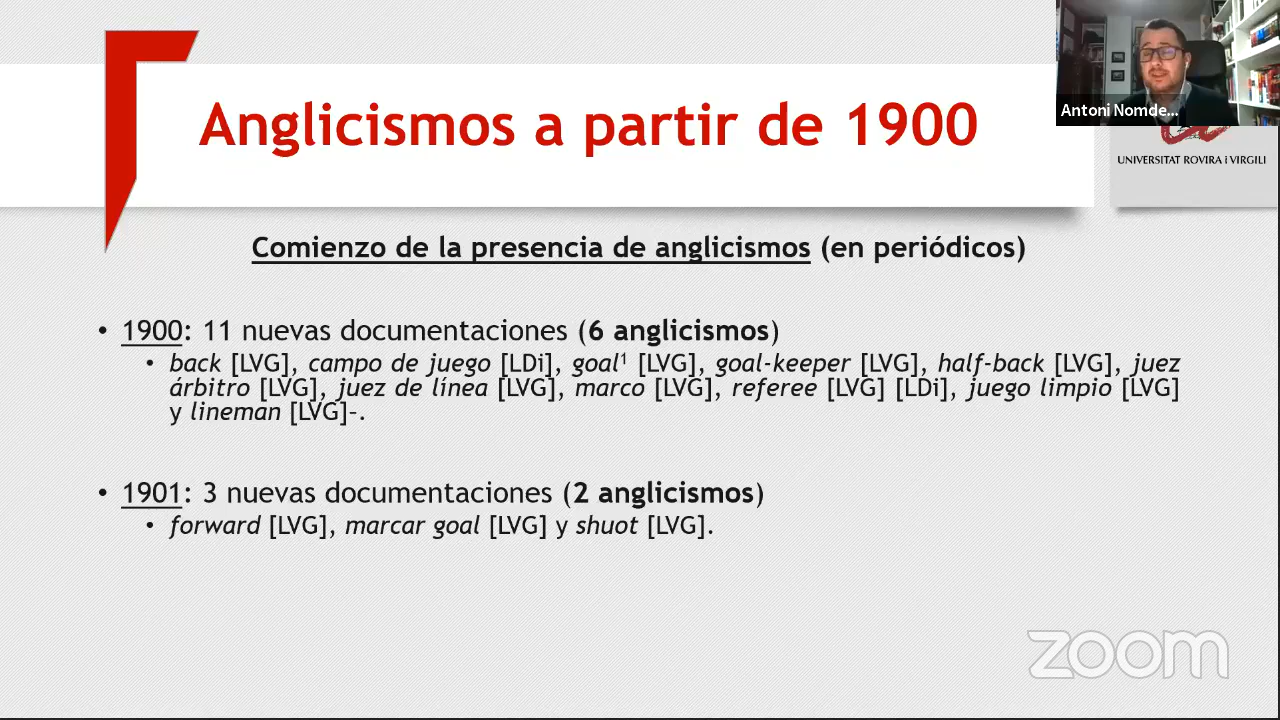 Anglicismos a partir de 1900
Antoni Nomde...
UNIVERSITAT ROVIRA i VIRGILI
Comienzo de la presencia de anglicismos (en periódicos)
• 1900: 11 nuevas documentaciones (6 anglicismos)
• back [LVG], campo de juego [LDi], goal¹ [LVG], goal-keeper [LVG], half-back [LVG], juez
árbitro [LVG], juez de línea [LVG], marco [LVG], referee [LVG] [LDi], juego limpio [LVG]
y lineman [LVG]–.
• 1901: 3 nuevas documentaciones (2 anglicismos)
• forward [LVG], marcar goal [LVG] y shuot [LVG].
zoom